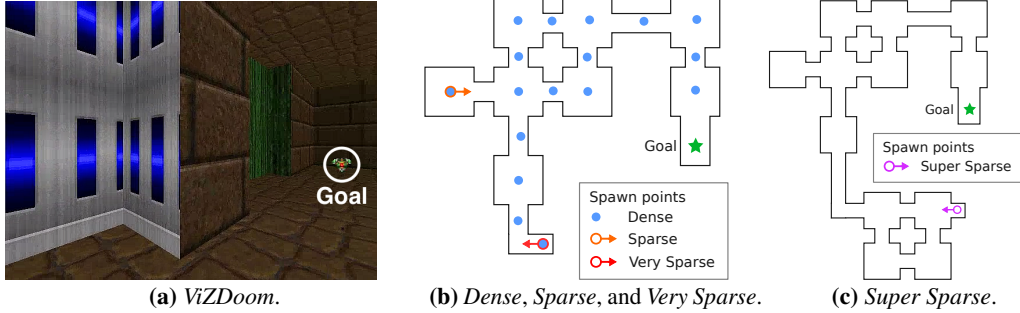 Goal
Goal
Spawn points
Dense
Sparse
Very Sparse
Goal
Spawn points
Super Sparse
(a) ViZDoom.
(b) Dense, Sparse, and Very Sparse.
(c) Super Sparse.